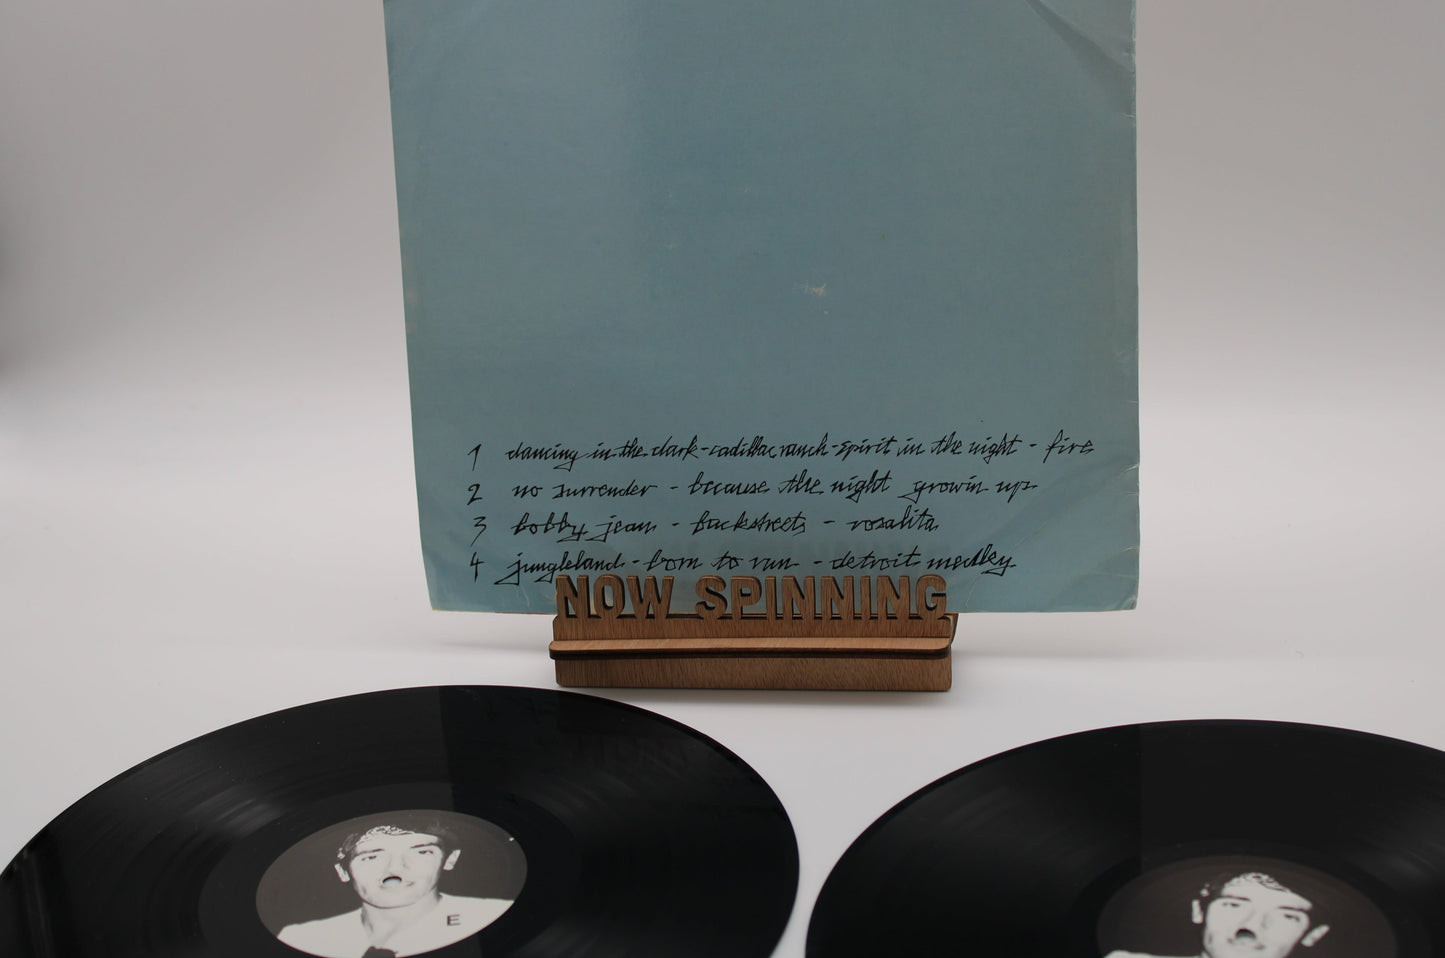 1 dancing in the dark - cadillac ranch - spirit in the night - fire
2 no surrender - because the night growin up
3 bobby jean - backstreets - rosalita
4 jungleland - born to run - detroit medley
NOW SPINNING
E